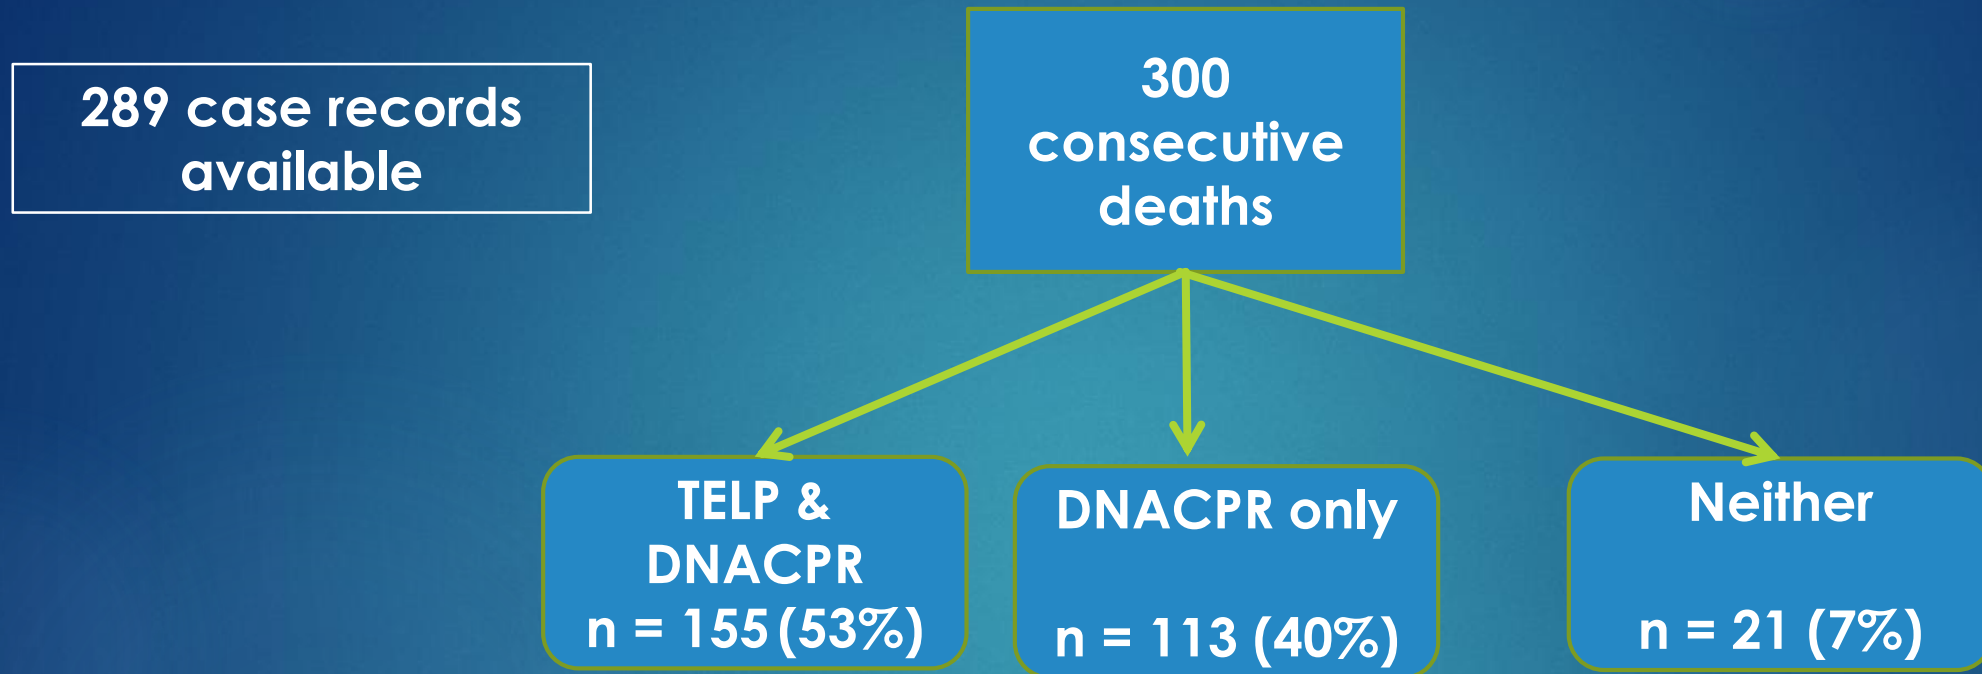 289 case records
available
300
consecutive
deaths
TELP &
DNACPR
n = 155 (53%)
DNACPR only
n = 113 (40%)
Neither
n = 21 (7%)